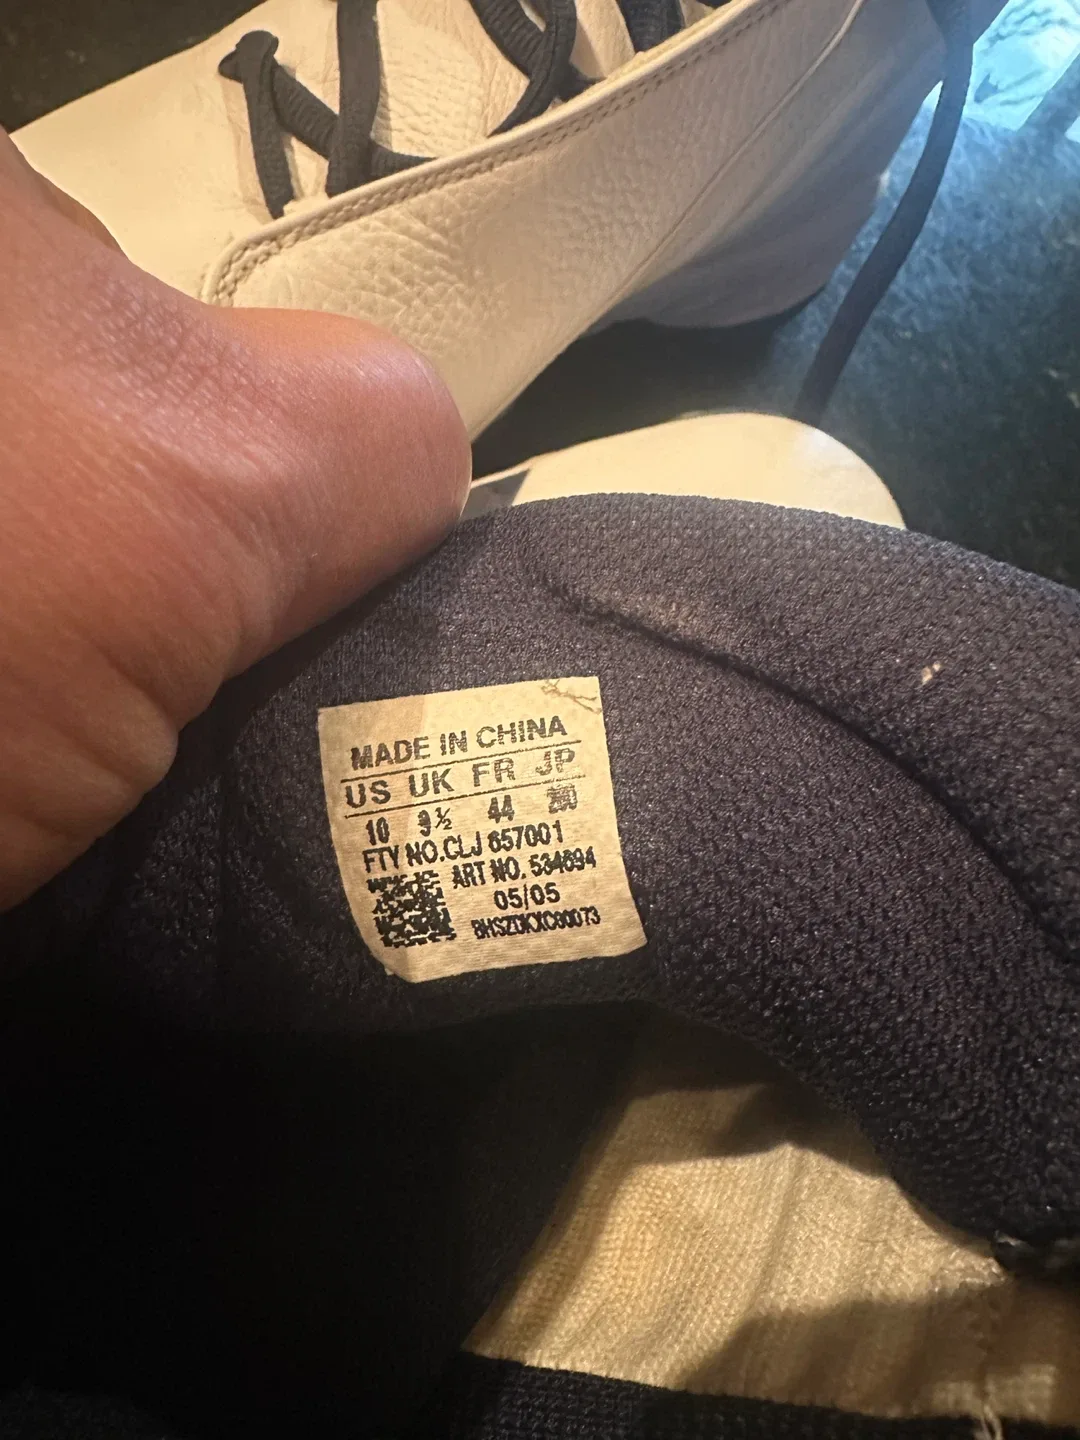 MADE IN CHINA
US UK FR JP
10 9½ 44 280
FTY NO.CLJ 657001
ART NO. 534694
05/05